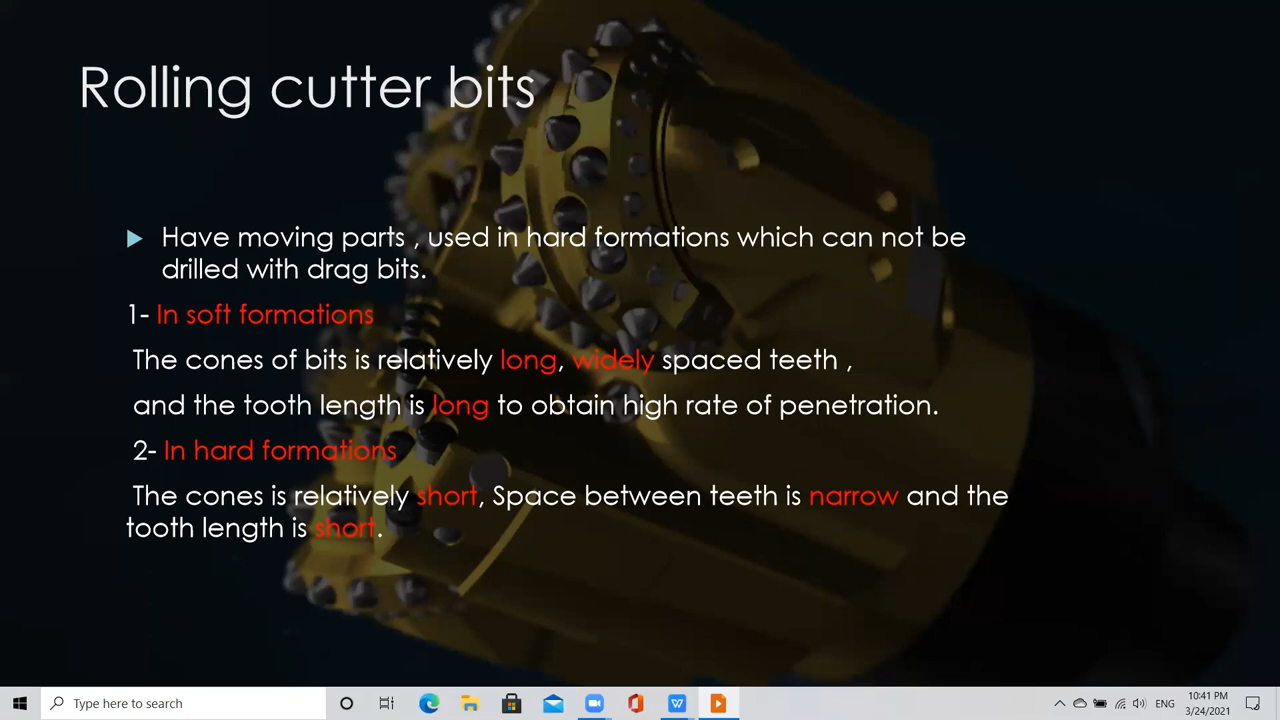 Rolling cutter bits
Have moving parts , used in hard formations which can not be
drilled with drag bits.
1- In soft formations
The cones of bits is relatively long, widely spaced teeth ,
and the tooth length is long to obtain high rate of penetration.
2- In hard formations
The cones is relatively short, Space between teeth is narrow and the
tooth length is short.
Type here to search
ENG
10:41 PM
3/24/2021